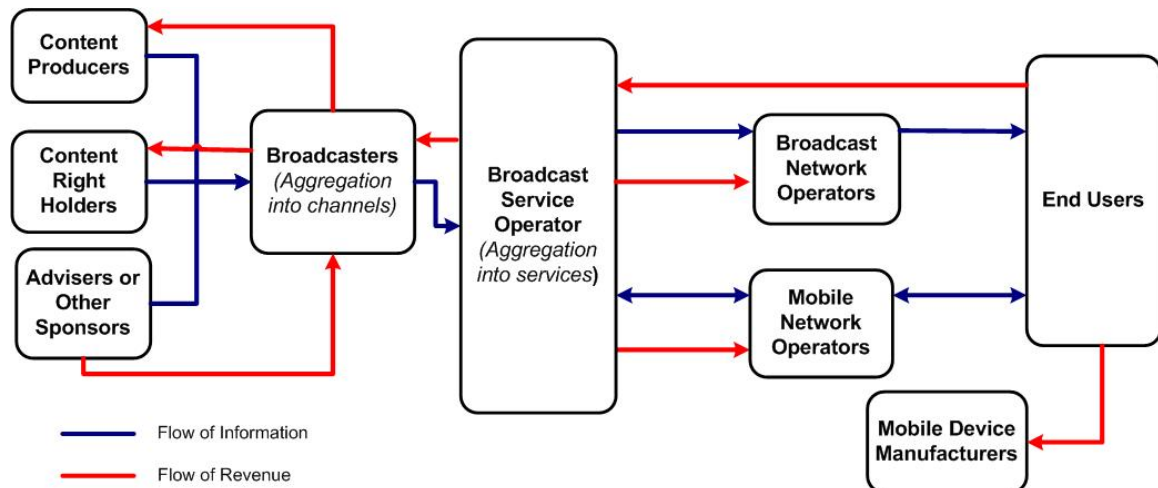 Content
Producers
Content
Right
Holders
Advisers or
Other
Sponsors
Broadcasters
(Aggregation
into channels)
Broadcast
Service
Operator
(Aggregation
into services)
Broadcast
Network
Operators
Mobile
Network
Operators
End Users
Mobile Device
Manufacturers
Flow of Information
Flow of Revenue